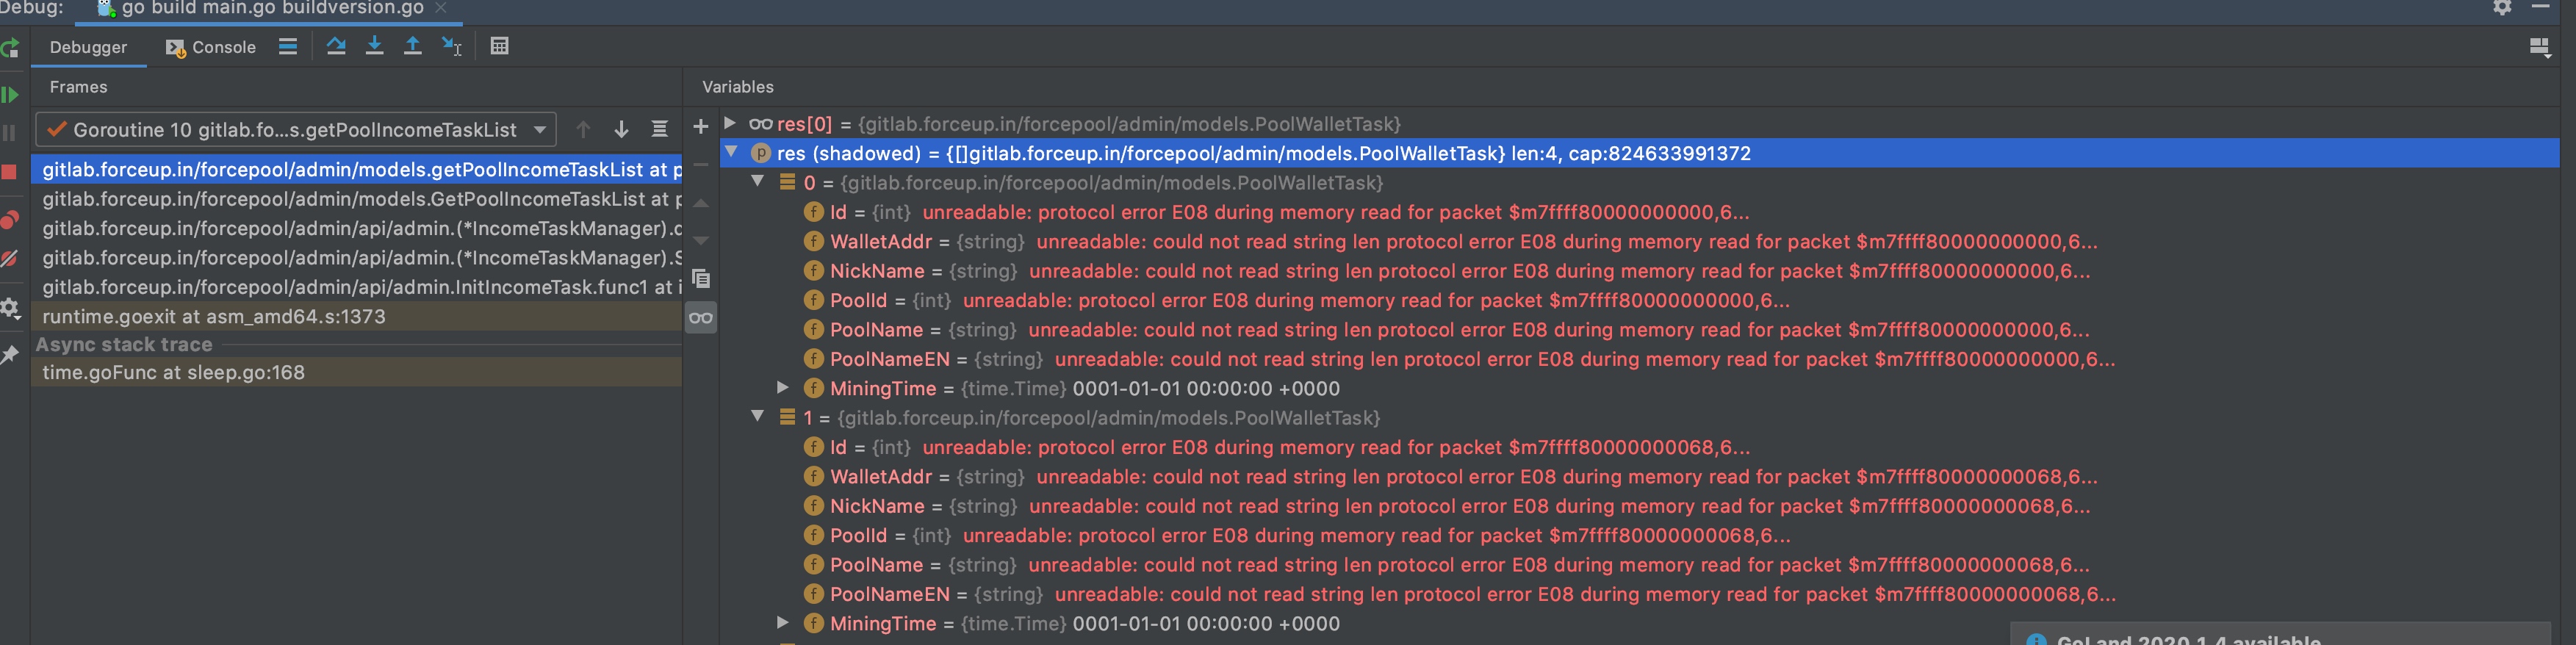 Debug:
go build main.go buildversion.go
Debugger
Console
Frames
Goroutine 10 gitlab.fo...s.getPoolIncomeTaskList
gitlab.forceup.in/forcepool/admin/models.getPoolIncomeTaskList at p
gitlab.forceup.in/forcepool/admin/models.GetPoolIncomeTaskList at p
gitlab.forceup.in/forcepool/admin/api/admin.(*IncomeTaskManager).c
gitlab.forceup.in/forcepool/admin/api/admin.(*IncomeTaskManager).S
gitlab.forceup.in/forcepool/admin/api/admin.InitIncomeTask.func1 at i
runtime.goexit at asm_amd64.s:1373
Async stack trace
time.goFunc at sleep.go:168
Variables
res[0] = {gitlab.forceup.in/forcepool/admin/models.PoolWalletTask}
res (shadowed) = {[]gitlab.forceup.in/forcepool/admin/models.PoolWalletTask} len:4, cap:824633991372
0 = {gitlab.forceup.in/forcepool/admin/models.PoolWalletTask}
Id = {int} unreadable: protocol error E08 during memory read for packet $m7ffff80000000000,6...
WalletAddr = {string} unreadable: could not read string len protocol error E08 during memory read for packet $m7ffff80000000000,6...
NickName = {string} unreadable: could not read string len protocol error E08 during memory read for packet $m7ffff80000000000,6...
PoolId = {int} unreadable: protocol error E08 during memory read for packet $m7ffff80000000000,6...
PoolName = {string} unreadable: could not read string len protocol error E08 during memory read for packet $m7ffff80000000000,6...
PoolNameEN = {string} unreadable: could not read string len protocol error E08 during memory read for packet $m7ffff80000000000,6...
MiningTime = {time.Time} 0001-01-01 00:00:00 +0000
1 = {gitlab.forceup.in/forcepool/admin/models.PoolWalletTask}
Id = {int} unreadable: protocol error E08 during memory read for packet $m7ffff80000000068,6...
WalletAddr = {string} unreadable: could not read string len protocol error E08 during memory read for packet $m7ffff80000000068,6...
NickName = {string} unreadable: could not read string len protocol error E08 during memory read for packet $m7ffff80000000068,6...
PoolId = {int} unreadable: protocol error E08 during memory read for packet $m7ffff80000000068,6...
PoolName = {string} unreadable: could not read string len protocol error E08 during memory read for packet $m7ffff80000000068,6...
PoolNameEN = {string} unreadable: could not read string len protocol error E08 during memory read for packet $m7ffff80000000068,6...
MiningTime = {time.Time} 0001-01-01 00:00:00 +0000
GoLand 2020.1.4 available